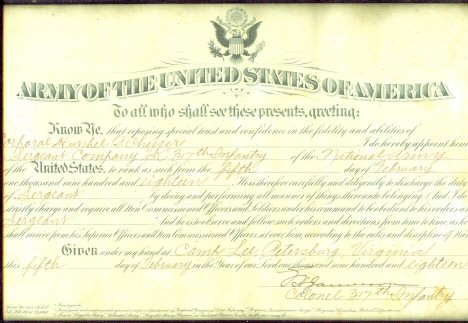 ARMY OF THE UNITED STATES OF AMERICA
To all who shall see these presents, greeting:
Know Ye, that reposing special trust and confidence in the fidelity and abilities of
Corporal I do hereby appoint him
Sergeant Company Infantry of the National Army
of the United States, to rank as such from the fifth day of February
one thousand nine hundred and eighteen He is therefore carefully and diligently to discharge the duty
of Sergeant by doing and performing all manner of things thereunto belonging. And I do
strictly charge and require all Non-commissioned Officers and Soldiers under his command to be obedient to his orders as
Sergeant And he is to observe and follow such orders and directions from time to time, as
shall receive from his Superior Officers and Non-Commissioned Officers set over him, according to the rules and discipline of War.
Given under my hand at Camp Lee Petersburg, Virginia
this fifth day of February in the Year of our Lord one thousand nine hundred and eighteen
Colonel Infantry